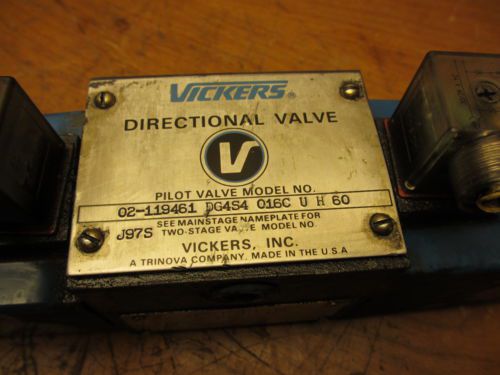 VICKERS®
DIRECTIONAL VALVE
V
PILOT VALVE MODEL NO.
02-119461 DG4S4 016C U H 60
SEE MAINSTAGE NAMEPLATE FOR
J97S TWO-STAGE VALVE MODEL NO.
VICKERS, INC.
A TRINOVA COMPANY. MADE IN THE U.S.A